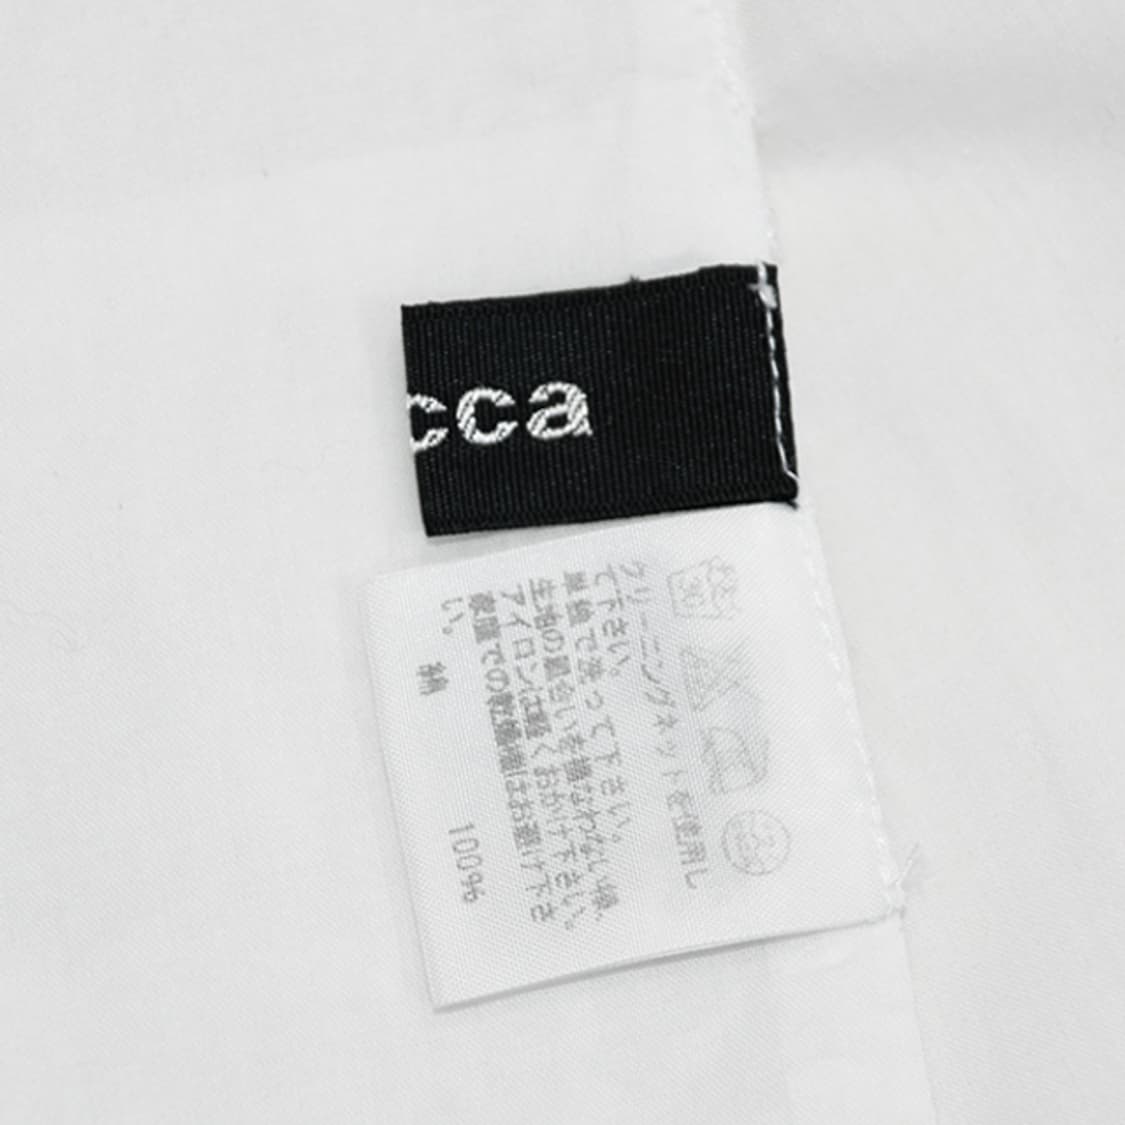 cca
クリーニングネットを使用し
て下さい。
単独で洗って下さい。
生地の風合いを損なわない様、
アイロンは軽くおかけ下さい。
家庭での乾燥機はお避け下さ
い。
綿 100%